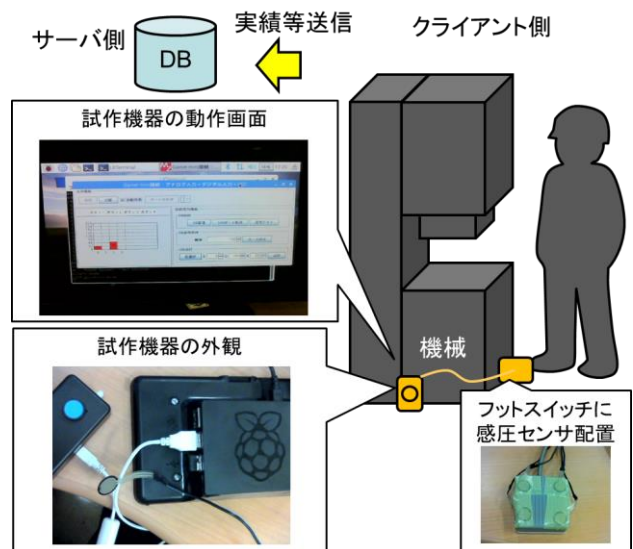 サーバ側
DB
実績等送信
クライアント側
試作機器の動作画面
機械
試作機器の外観
フットスイッチに
感圧センサ配置